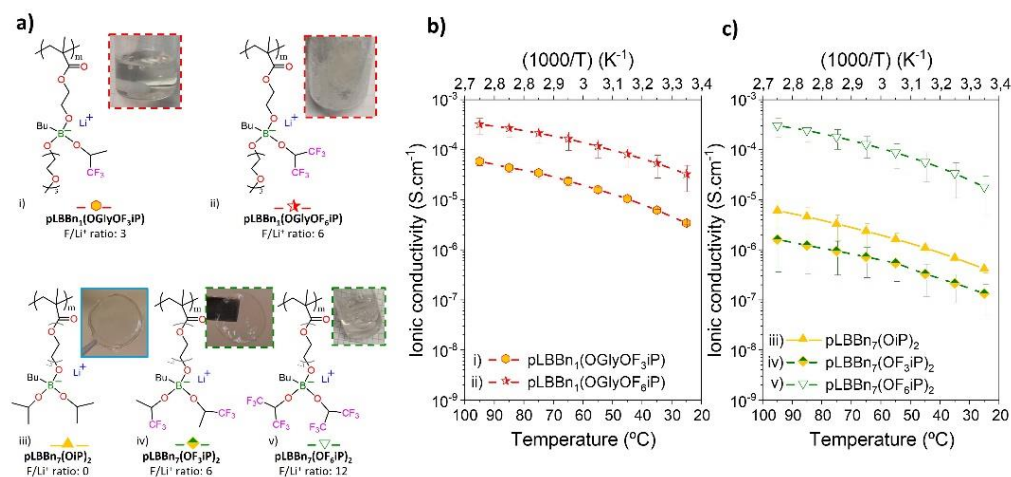 a)
m
O
O
O
Bu
B⁻
Li⁺
O
O
O
3
CF₃
i)
pLBBn₁(OGlyOF₃iP)
F/Li⁺ ratio: 3
m
O
O
O
Bu
B⁻
Li⁺
O
O
CF₃
O
3
CF₃
ii)
pLBBn₁(OGlyOF₆iP)
F/Li⁺ ratio: 6
m
O
O
O
7
Bu
B⁻
Li⁺
O
O
iii)
pLBBn₇(OiP)₂
F/Li⁺ ratio: 0
m
O
O
O
7
Bu
B⁻
Li⁺
O
O
CF₃
F₃C
iv)
pLBBn₇(OF₃iP)₂
F/Li⁺ ratio: 6
m
O
O
O
7
Bu
B⁻
Li⁺
F₃C
O
O
CF₃
CF₃
F₃C
v)
pLBBn₇(OF₆iP)₂
F/Li⁺ ratio: 12
b)
(1000/T) (K⁻¹)
2,7 2,8 2,9 3 3,1 3,2 3,3 3,4
Ionic conductivity (S.cm⁻¹)
10⁻³
10⁻⁴
10⁻⁵
10⁻⁶
10⁻⁷
10⁻⁸
10⁻⁹
i) pLBBn₁(OGlyOF₃iP)
ii) pLBBn₁(OGlyOF₆iP)
100 90 80 70 60 50 40 30 20
Temperature (ºC)
c)
(1000/T) (K⁻¹)
2,7 2,8 2,9 3 3,1 3,2 3,3 3,4
Ionic conductivity (S.cm⁻¹)
10⁻³
10⁻⁴
10⁻⁵
10⁻⁶
10⁻⁷
10⁻⁸
10⁻⁹
iii) pLBBn₇(OiP)₂
iv) pLBBn₇(OF₃iP)₂
v) pLBBn₇(OF₆iP)₂
100 90 80 70 60 50 40 30 20
Temperature (ºC)